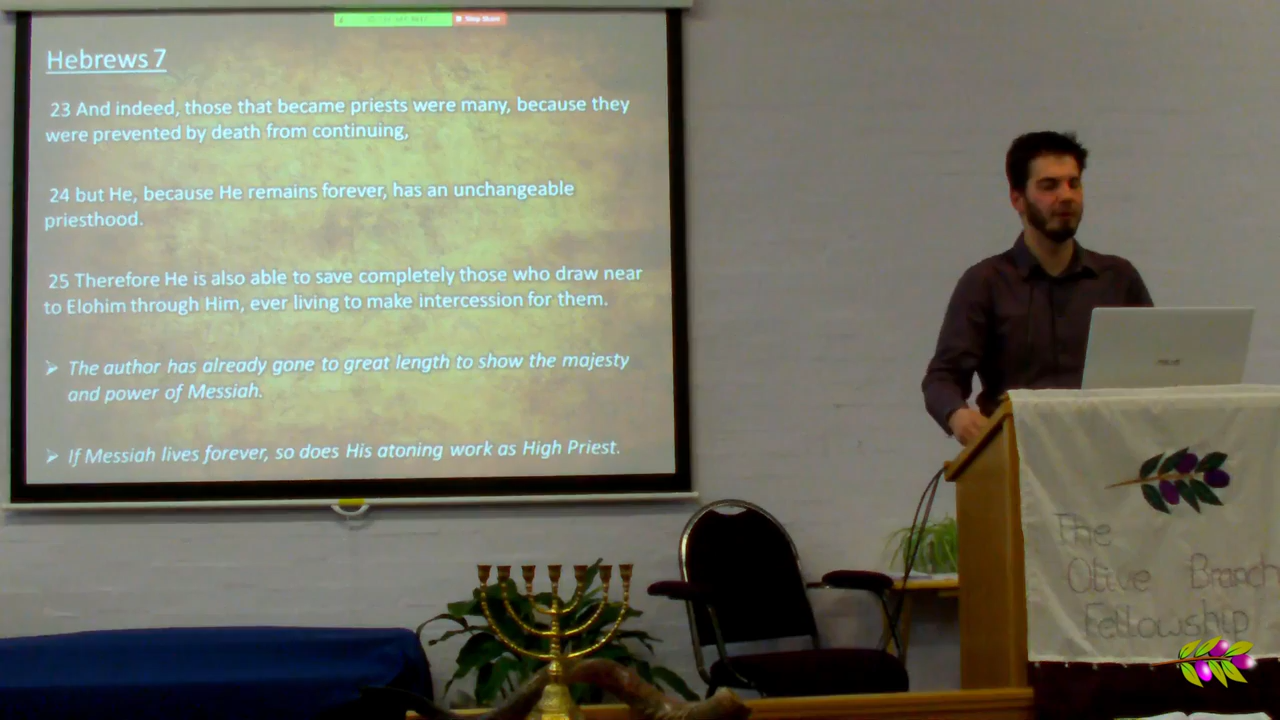 Stop Share
Hebrews 7
23 And indeed, those that became priests were many, because they
were prevented by death from continuing,
24 but He, because He remains forever, has an unchangeable
priesthood.
25 Therefore He is also able to save completely those who draw near
to Elohim through Him, ever living to make intercession for them.
➢ The author has already gone to great length to show the majesty
and power of Messiah.
➢ If Messiah lives forever, so does His atoning work as High Priest.
The
Olive Branch
Fellowship